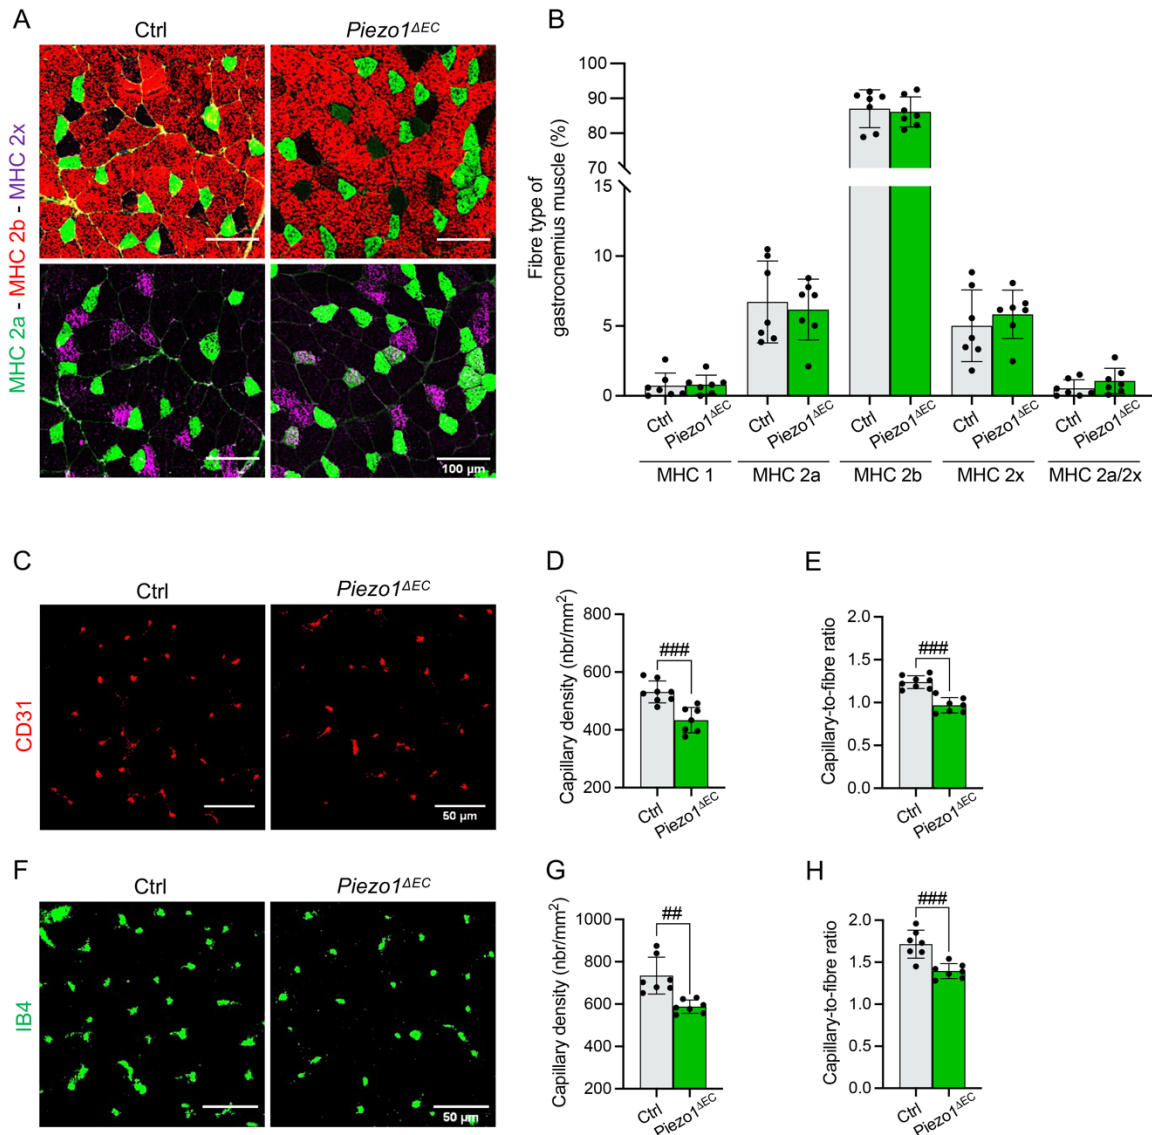 A
Ctrl
Piezo1ΔEC
MHC 2a - MHC 2b - MHC 2x
100 µm
B
Fibre type of
gastrocnemius muscle (%)
100
90
80
70
15
10
5
0
Ctrl
Piezo1ΔEC
Ctrl
Piezo1ΔEC
Ctrl
Piezo1ΔEC
Ctrl
Piezo1ΔEC
Ctrl
Piezo1ΔEC
MHC 1
MHC 2a
MHC 2b
MHC 2x
MHC 2a/2x
C
Ctrl
Piezo1ΔEC
CD31
50 µm
D
Capillary density (nbr/mm²)
800
600
400
200
###
Ctrl
Piezo1ΔEC
E
Capillary-to-fibre ratio
2.0
1.5
1.0
0.5
0.0
###
Ctrl
Piezo1ΔEC
F
Ctrl
Piezo1ΔEC
IB4
50 µm
G
Capillary density (nbr/mm²)
1000
800
600
400
200
##
Ctrl
Piezo1ΔEC
H
Capillary-to-fibre ratio
2.0
1.5
1.0
0.5
0.0
###
Ctrl
Piezo1ΔEC